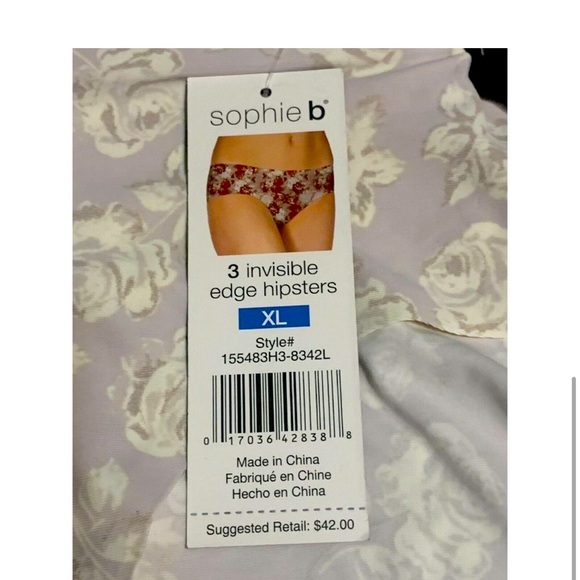 sophie b®
3 invisible
edge hipsters
XL
Style#
155483H3-8342L
0 17036 42838 8
Made in China
Fabriqué en Chine
Hecho en China
Suggested Retail: $42.00